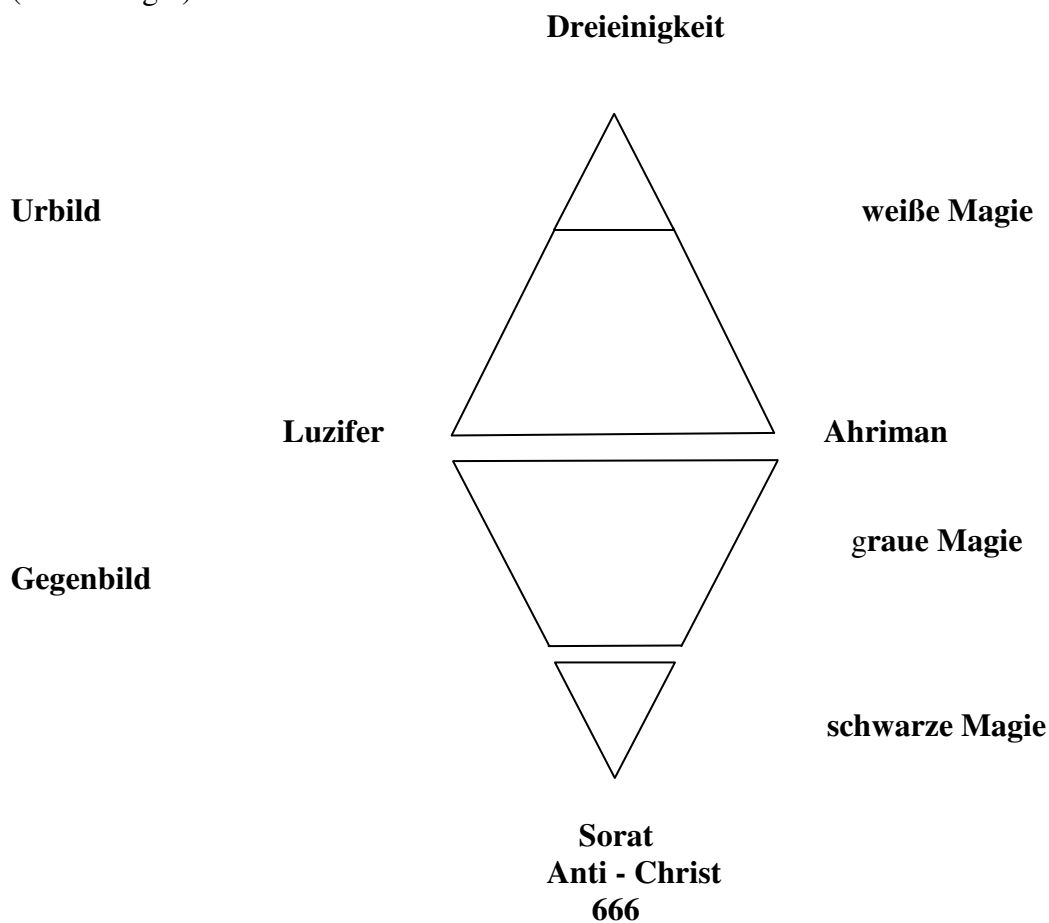 Dreieinigkeit
Urbild weiße Magie
Luzifer Ahriman
graue Magie
Gegenbild
schwarze Magie
Sorat
Anti - Christ
666